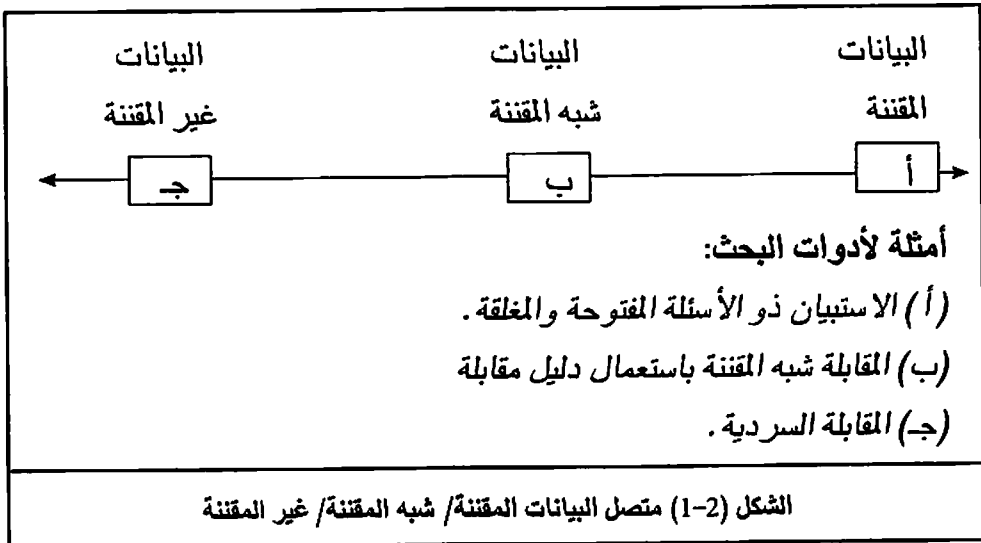 البيانات البيانات البيانات
المقننة شبه المقننة غير المقننة
أ ب جـ
أمثلة لأدوات البحث:
(أ) الاستبيان ذو الأسئلة المفتوحة والمغلقة.
(ب) المقابلة شبه المقننة باستعمال دليل مقابلة
(جـ) المقابلة السردية.
الشكل (2-1) متصل البيانات المقننة/ شبه المقننة/ غير المقننة